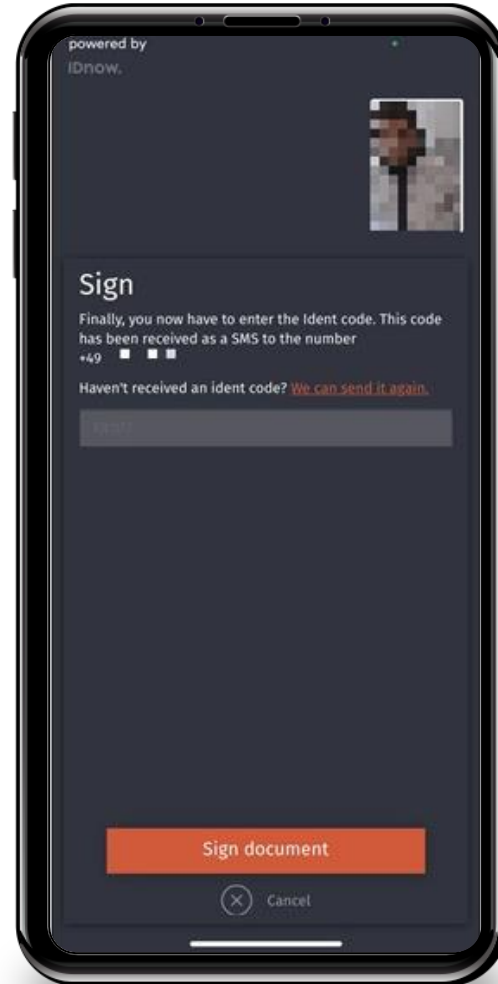 powered by
IDnow.
Sign
Finally, you now have to enter the Ident code. This code
has been received as a SMS to the number
+49
Haven't received an ident code? We can send it again.
Sign document
Cancel